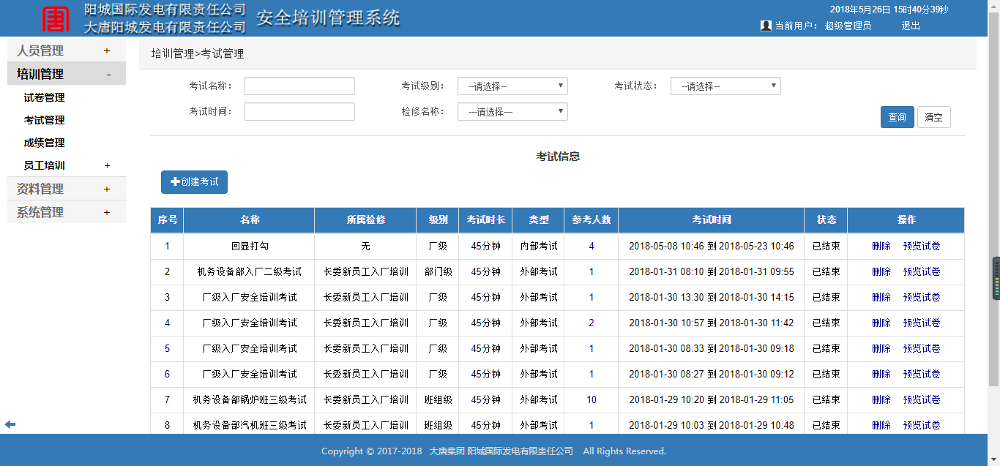 唐
阳城国际发电有限责任公司
大唐阳城发电有限责任公司
安全培训管理系统
2018年5月26日 15时40分39秒
当前用户： 超级管理员 退出
人员管理 +
培训管理 -
试卷管理
考试管理
成绩管理
员工培训 +
资料管理 +
系统管理 +
培训管理>考试管理
考试名称： 考试级别： --请选择-- 考试状态： --请选择--
考试时间： 检修名称： ---请选择---
查询 清空
考试信息
创建考试
序号 名称 所属检修 级别 考试时长 类型 参考人数 考试时间 状态 操作
1 回显打勾 无 厂级 45分钟 内部考试 4 2018-05-08 10:46 到 2018-05-23 10:46 已结束 删除 预览试卷
2 机务设备部入厂二级考试 长委新员工入厂培训 部门级 45分钟 外部考试 1 2018-01-31 08:10 到 2018-01-31 09:55 已结束 删除 预览试卷
3 厂级入厂安全培训考试 长委新员工入厂培训 厂级 45分钟 外部考试 1 2018-01-30 13:30 到 2018-01-30 14:15 已结束 删除 预览试卷
4 厂级入厂安全培训考试 长委新员工入厂培训 厂级 45分钟 外部考试 2 2018-01-30 10:57 到 2018-01-30 11:42 已结束 删除 预览试卷
5 厂级入厂安全培训考试 长委新员工入厂培训 厂级 45分钟 外部考试 1 2018-01-30 08:33 到 2018-01-30 09:18 已结束 删除 预览试卷
6 厂级入厂安全培训考试 长委新员工入厂培训 厂级 45分钟 外部考试 1 2018-01-30 08:27 到 2018-01-30 09:12 已结束 删除 预览试卷
7 机务设备部锅炉班三级考试 长委新员工入厂培训 班组级 45分钟 外部考试 10 2018-01-29 10:20 到 2018-01-29 11:05 已结束 删除 预览试卷
8 机务设备部汽机班三级考试 长委新员工入厂培训 班组级 45分钟 外部考试 1 2018-01-29 10:03 到 2018-01-29 10:48 已结束 删除 预览试卷
Copyright © 2017-2018 大唐集团 阳城国际发电有限责任公司 All Rights Reserved.